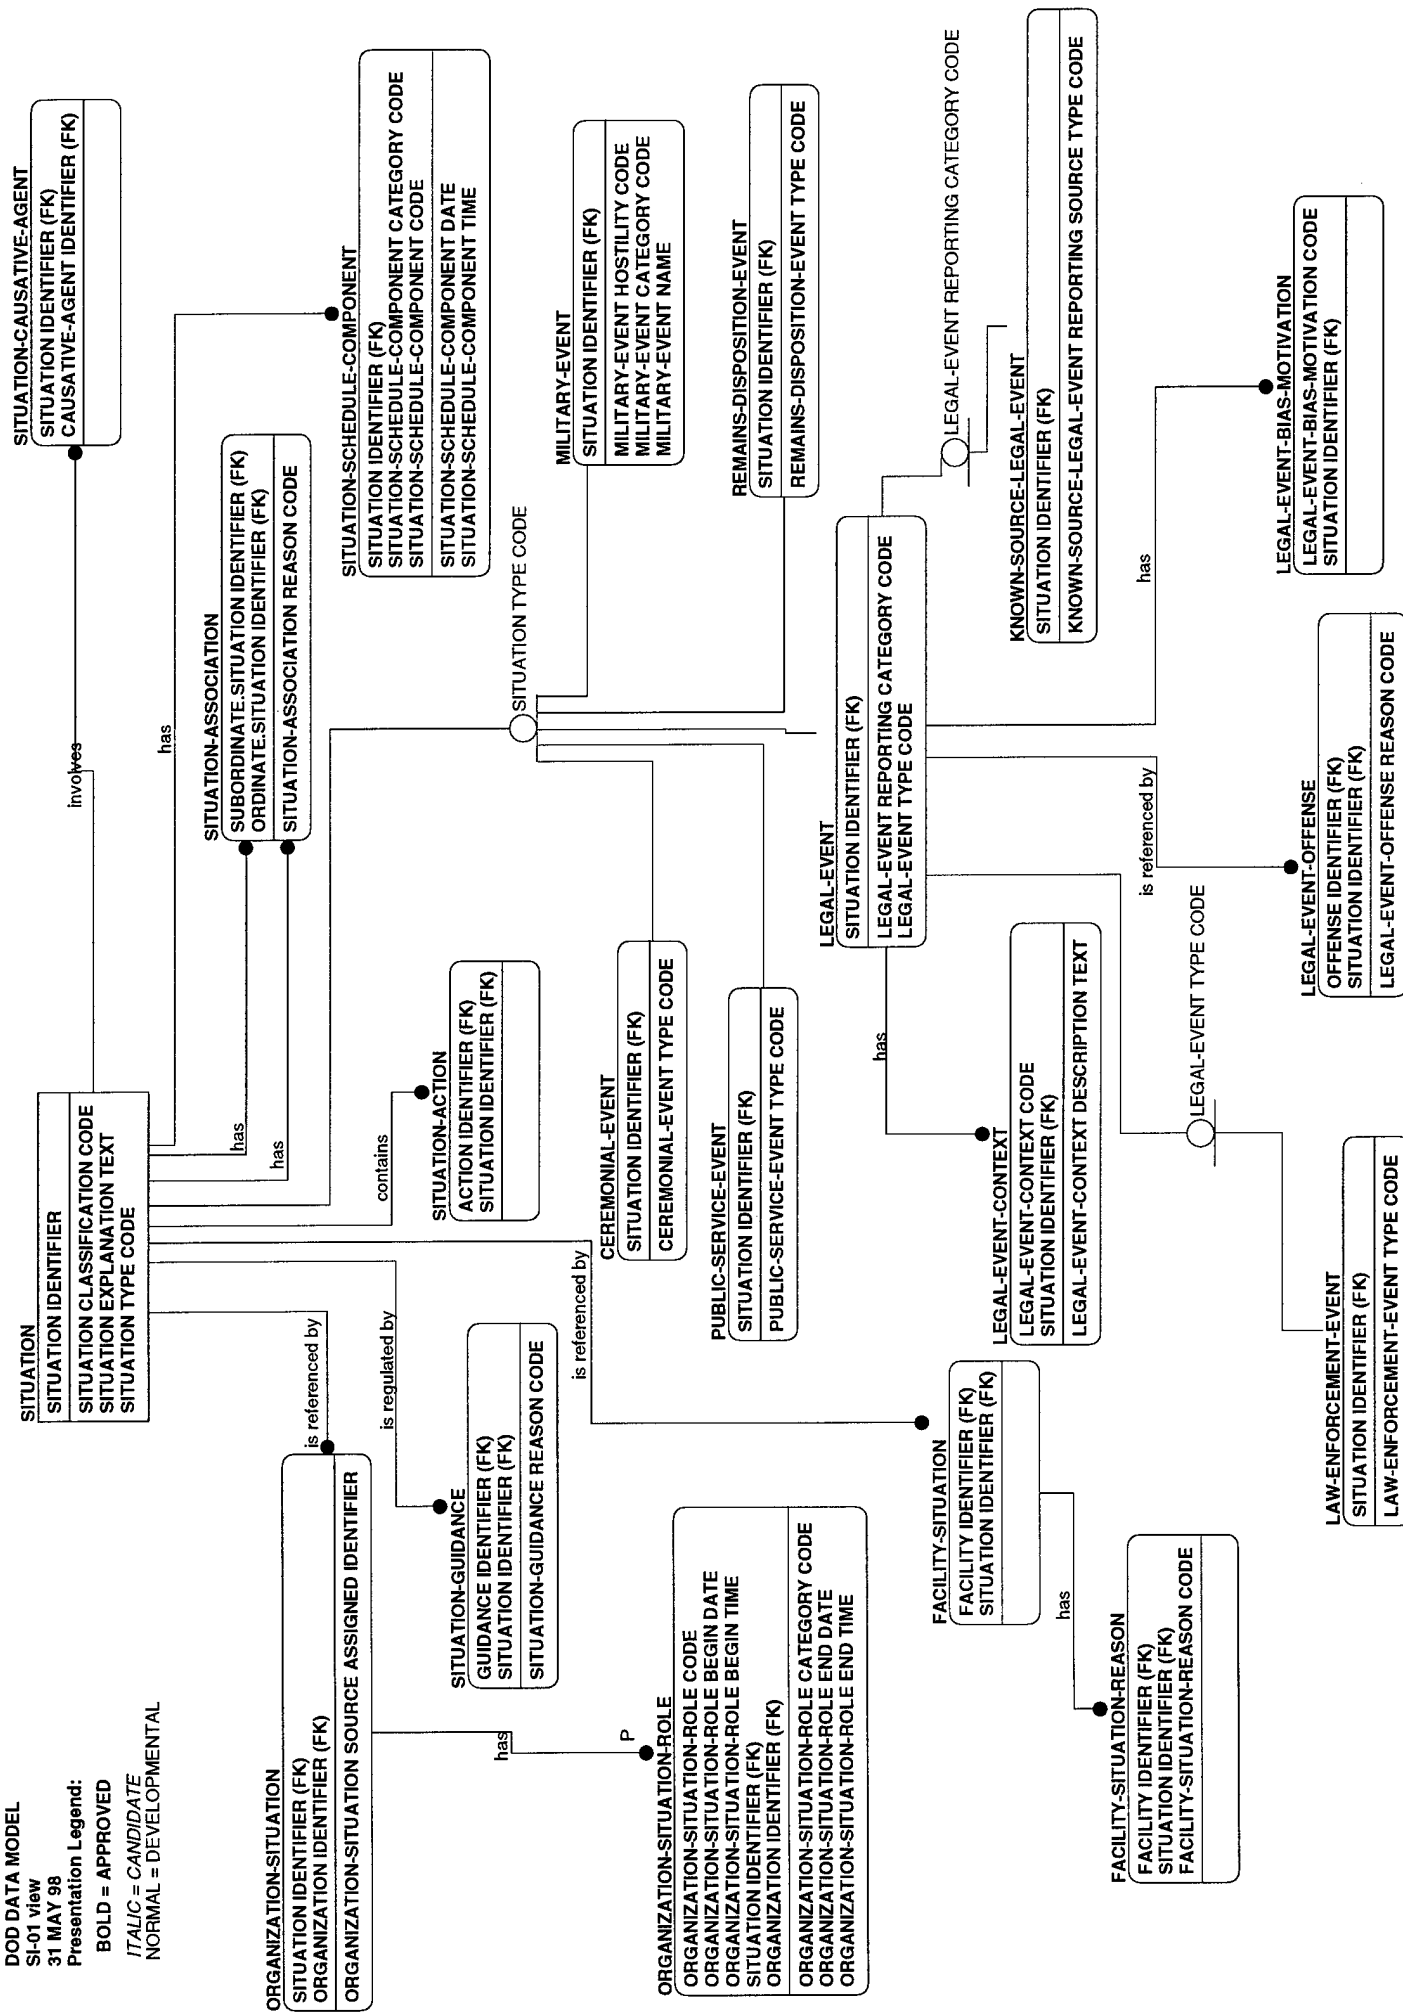 DOD DATA MODEL
SI-01 view
31 MAY 98
Presentation Legend:
BOLD = APPROVED
ITALIC = CANDIDATE
NORMAL = DEVELOPMENTAL
SITUATION
SITUATION IDENTIFIER
SITUATION CLASSIFICATION CODE
SITUATION EXPLANATION TEXT
SITUATION TYPE CODE
involves
SITUATION-CAUSATIVE-AGENT
SITUATION IDENTIFIER (FK)
CAUSATIVE-AGENT IDENTIFIER (FK)
has
SITUATION-SCHEDULE-COMPONENT
SITUATION IDENTIFIER (FK)
SITUATION-SCHEDULE-COMPONENT CATEGORY CODE
SITUATION-SCHEDULE-COMPONENT CODE
SITUATION-SCHEDULE-COMPONENT DATE
SITUATION-SCHEDULE-COMPONENT TIME
has
has
SITUATION-ASSOCIATION
SUBORDINATE.SITUATION IDENTIFIER (FK)
ORDINATE.SITUATION IDENTIFIER (FK)
SITUATION-ASSOCIATION REASON CODE
contains
SITUATION-ACTION
ACTION IDENTIFIER (FK)
SITUATION IDENTIFIER (FK)
is referenced by
ORGANIZATION-SITUATION
SITUATION IDENTIFIER (FK)
ORGANIZATION IDENTIFIER (FK)
ORGANIZATION-SITUATION SOURCE ASSIGNED IDENTIFIER
is regulated by
SITUATION-GUIDANCE
GUIDANCE IDENTIFIER (FK)
SITUATION IDENTIFIER (FK)
SITUATION-GUIDANCE REASON CODE
is referenced by
has
P
ORGANIZATION-SITUATION-ROLE
ORGANIZATION-SITUATION-ROLE CODE
ORGANIZATION-SITUATION-ROLE BEGIN DATE
ORGANIZATION-SITUATION-ROLE BEGIN TIME
SITUATION IDENTIFIER (FK)
ORGANIZATION IDENTIFIER (FK)
ORGANIZATION-SITUATION-ROLE CATEGORY CODE
ORGANIZATION-SITUATION-ROLE END DATE
ORGANIZATION-SITUATION-ROLE END TIME
SITUATION TYPE CODE
CEREMONIAL-EVENT
SITUATION IDENTIFIER (FK)
CEREMONIAL-EVENT TYPE CODE
MILITARY-EVENT
SITUATION IDENTIFIER (FK)
MILITARY-EVENT HOSTILITY CODE
MILITARY-EVENT CATEGORY CODE
MILITARY-EVENT NAME
PUBLIC-SERVICE-EVENT
SITUATION IDENTIFIER (FK)
PUBLIC-SERVICE-EVENT TYPE CODE
REMAINS-DISPOSITION-EVENT
SITUATION IDENTIFIER (FK)
REMAINS-DISPOSITION-EVENT TYPE CODE
LEGAL-EVENT
SITUATION IDENTIFIER (FK)
LEGAL-EVENT REPORTING CATEGORY CODE
LEGAL-EVENT TYPE CODE
FACILITY-SITUATION
FACILITY IDENTIFIER (FK)
SITUATION IDENTIFIER (FK)
has
FACILITY-SITUATION-REASON
FACILITY IDENTIFIER (FK)
SITUATION IDENTIFIER (FK)
FACILITY-SITUATION-REASON CODE
has
LEGAL-EVENT-CONTEXT
LEGAL-EVENT-CONTEXT CODE
SITUATION IDENTIFIER (FK)
LEGAL-EVENT-CONTEXT DESCRIPTION TEXT
LEGAL-EVENT REPORTING CATEGORY CODE
KNOWN-SOURCE-LEGAL-EVENT
SITUATION IDENTIFIER (FK)
KNOWN-SOURCE-LEGAL-EVENT REPORTING SOURCE TYPE CODE
LEGAL-EVENT TYPE CODE
LAW-ENFORCEMENT-EVENT
SITUATION IDENTIFIER (FK)
LAW-ENFORCEMENT-EVENT TYPE CODE
is referenced by
LEGAL-EVENT-OFFENSE
OFFENSE IDENTIFIER (FK)
SITUATION IDENTIFIER (FK)
LEGAL-EVENT-OFFENSE REASON CODE
has
LEGAL-EVENT-BIAS-MOTIVATION
LEGAL-EVENT-BIAS-MOTIVATION CODE
SITUATION IDENTIFIER (FK)